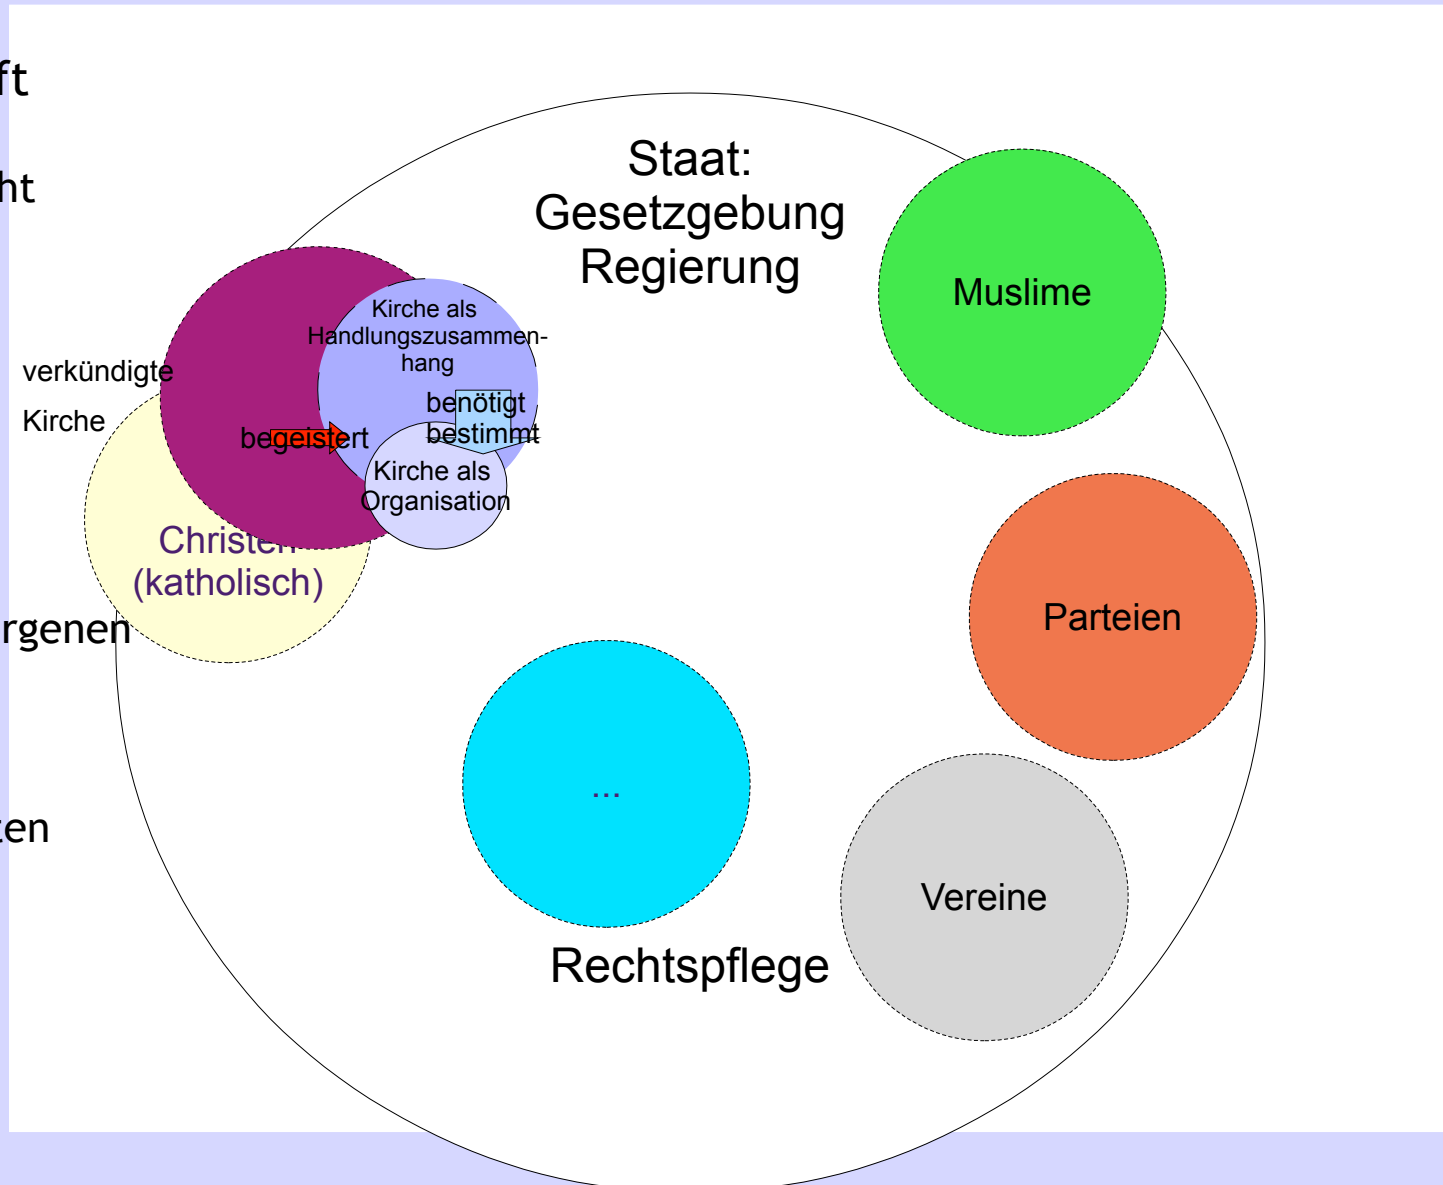 ft
ht
Staat:
Gesetzgebung
Regierung
Muslime
Kirche als
Handlungszusammen-
hang
verkündigte
Kirche
benötigt
bestimmt
begeistert
Kirche als
Organisation
Christen
(katholisch)
rgenen
Parteien
...
ten
Vereine
Rechtspflege